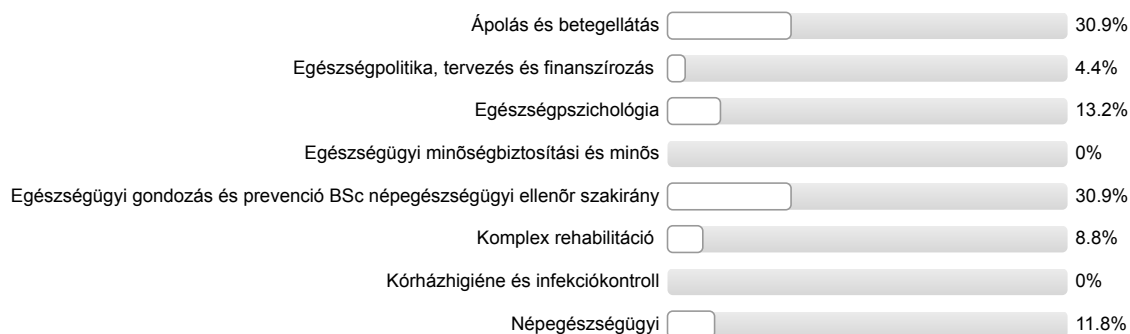 Ápolás és betegellátás 30.9%
Egészségpolitika, tervezés és finanszírozás 4.4%
Egészségpszichológia 13.2%
Egészségügyi minõségbiztosítási és minõs 0%
Egészségügyi gondozás és prevenció BSc népegészségügyi ellenõr szakirány 30.9%
Komplex rehabilitáció 8.8%
Kórházhigiéne és infekciókontroll 0%
Népegészségügyi 11.8%